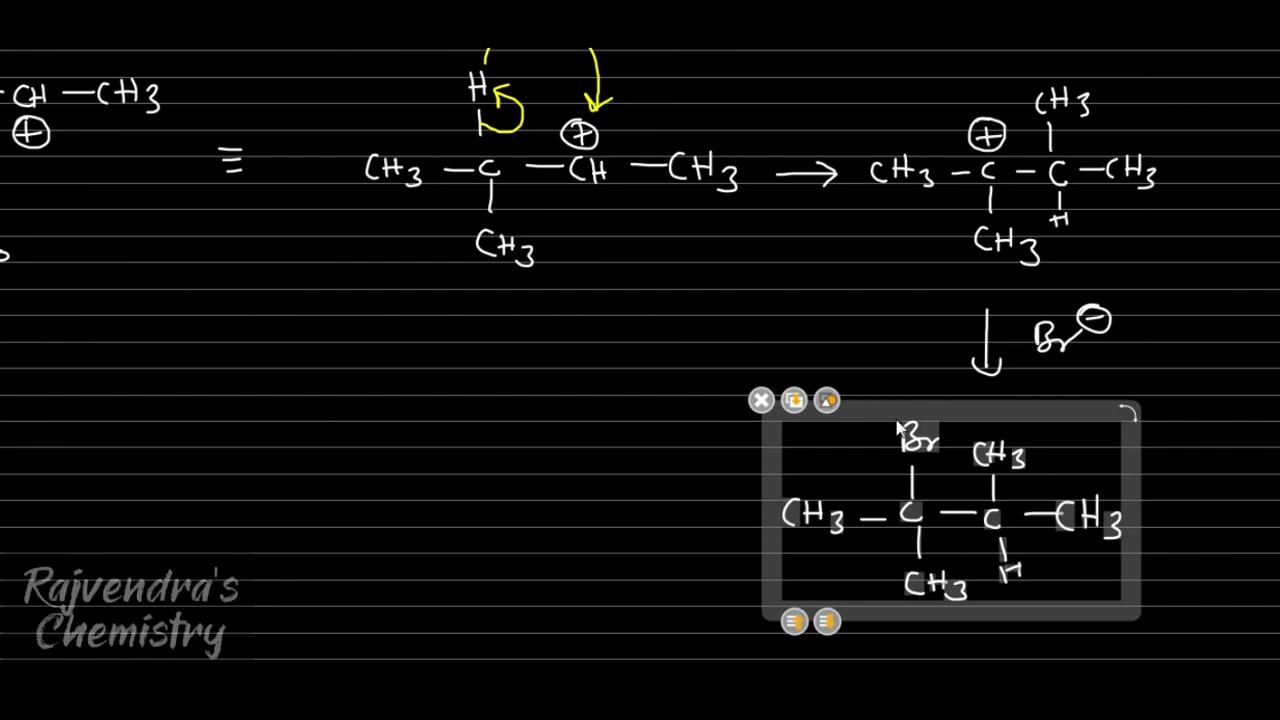 CH — CH3
⊕
≡
H
⊕
CH3 — C — CH — CH3 →
CH3
CH3
⊕
CH3 — C — C — CH3
CH3 H
↓ Br⊖
Br CH3
CH3 — C — C — CH3
CH3 H
Rajvendra's
Chemistry